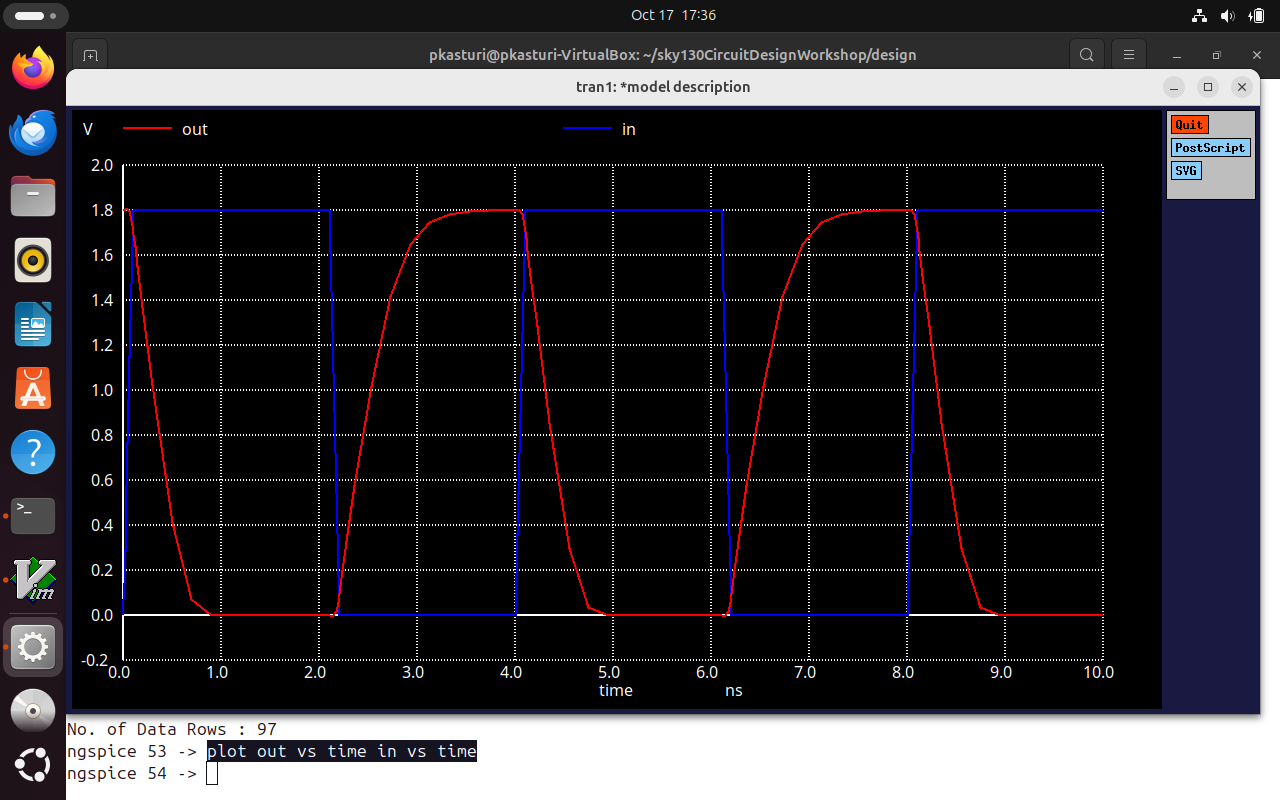 Oct 17 17:36
pkasturi@pkasturi-VirtualBox: ~/sky130CircuitDesignWorkshop/design
tran1: *model description
V out in
Quit
PostScript
SVG
2.0
1.8
1.6
1.4
1.2
1.0
0.8
0.6
0.4
0.2
0.0
-0.2
0.0 1.0 2.0 3.0 4.0 5.0 6.0 7.0 8.0 9.0 10.0
time ns
Vim
No. of Data Rows : 97
ngspice 53 -> plot out vs time in vs time
ngspice 54 ->